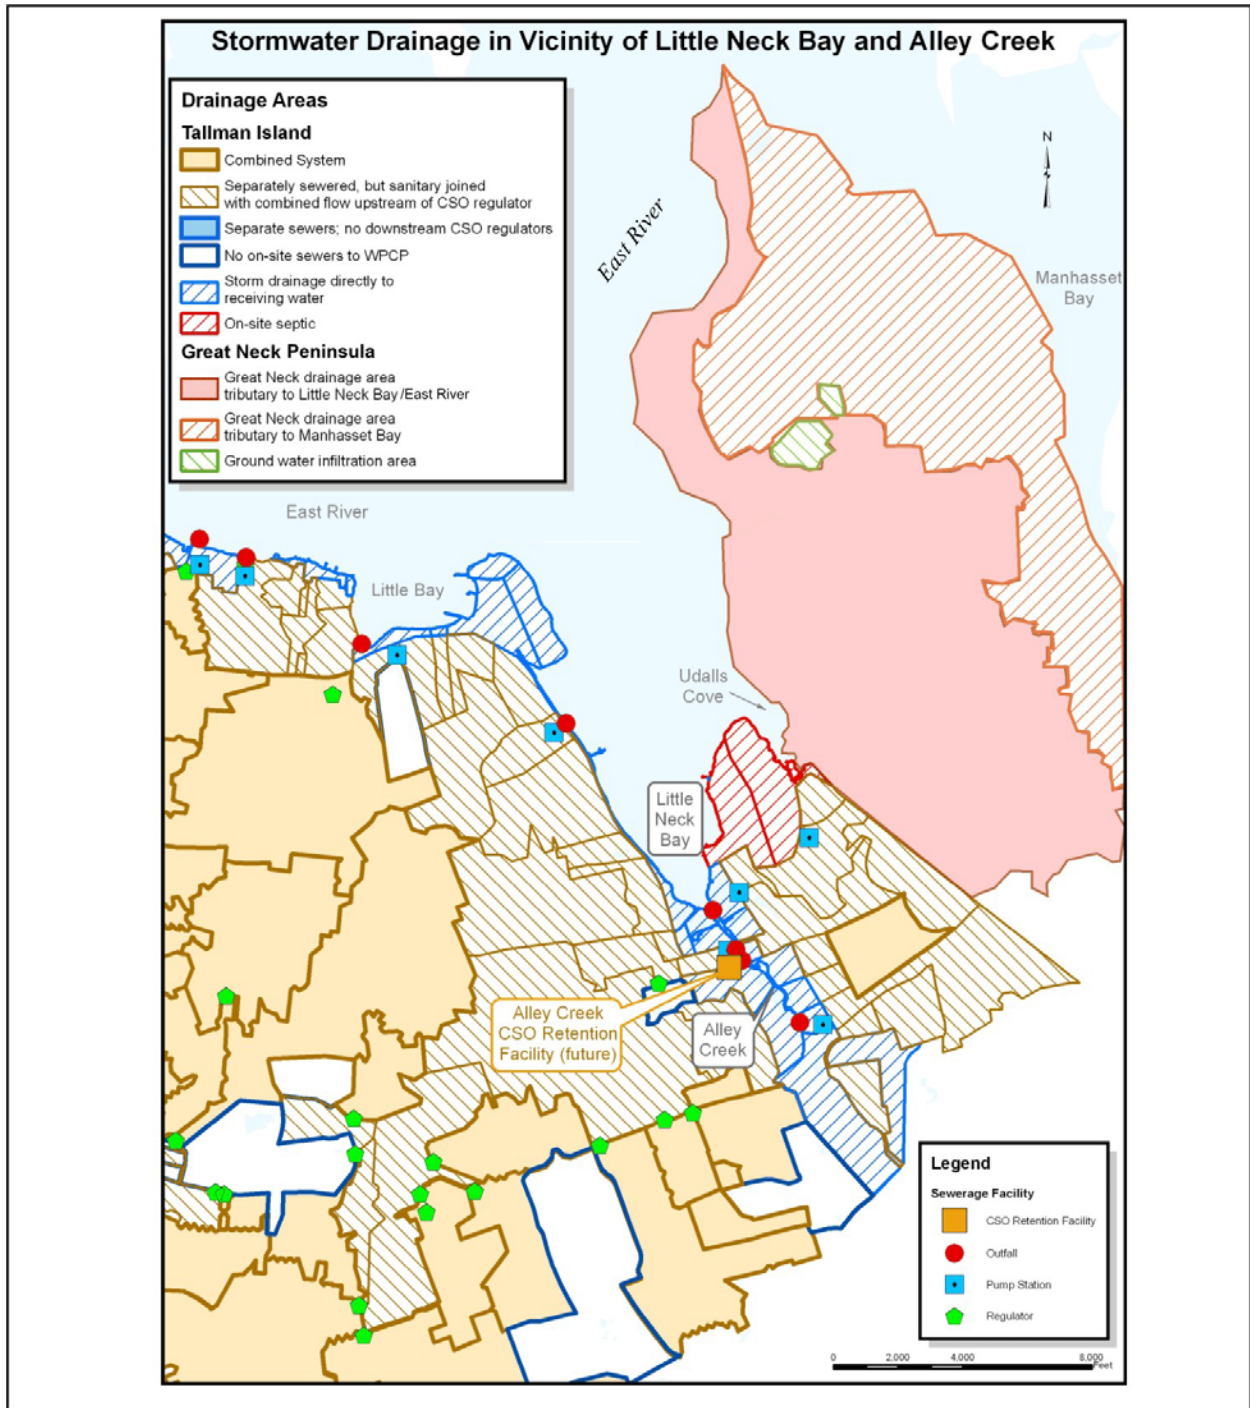 Stormwater Drainage in Vicinity of Little Neck Bay and Alley Creek
Drainage Areas
Tallman Island
Combined System
Separately sewered, but sanitary joined
with combined flow upstream of CSO regulator
Separate sewers; no downstream CSO regulators
No on-site sewers to WPCP
Storm drainage directly to
receiving water
On-site septic
Great Neck Peninsula
Great Neck drainage area
tributary to Little Neck Bay/East River
Great Neck drainage area
tributary to Manhasset Bay
Ground water infiltration area
N
East River
Manhasset
Bay
East River
Little Bay
Udalls
Cove
Little
Neck
Bay
Alley Creek
CSO Retention
Facility (future)
Alley
Creek
Legend
Sewerage Facility
CSO Retention Facility
Outfall
Pump Station
Regulator
0 2,000 4,000 8,000
Feet